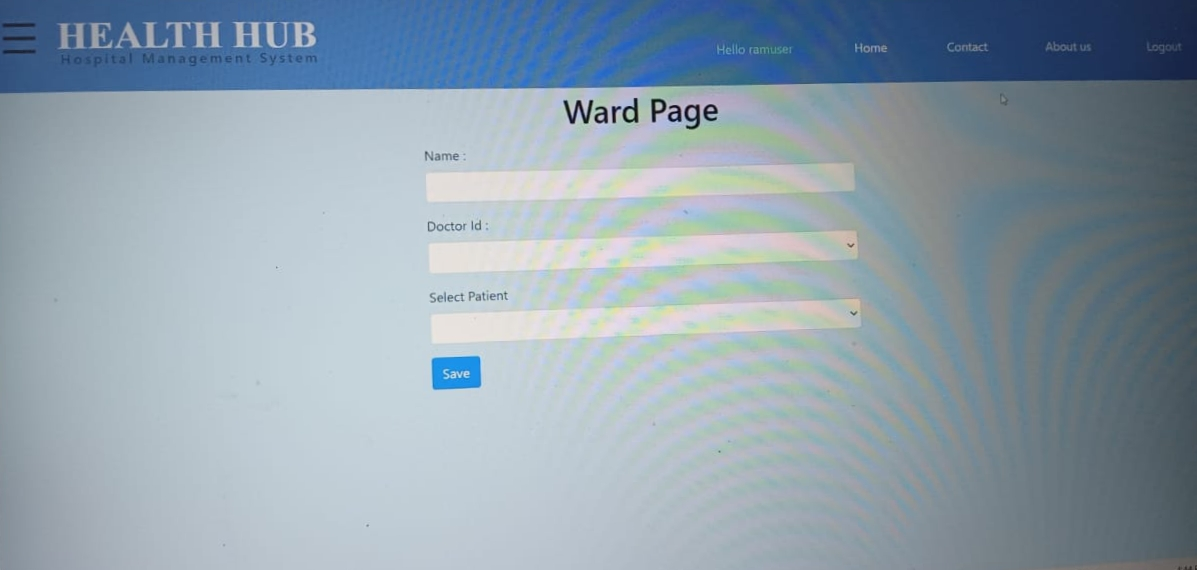 HEALTH HUB
Hospital Management System
Hello ramuser
Home
Contact
About us
Logout
Ward Page
Name :
Doctor Id :
Select Patient
Save